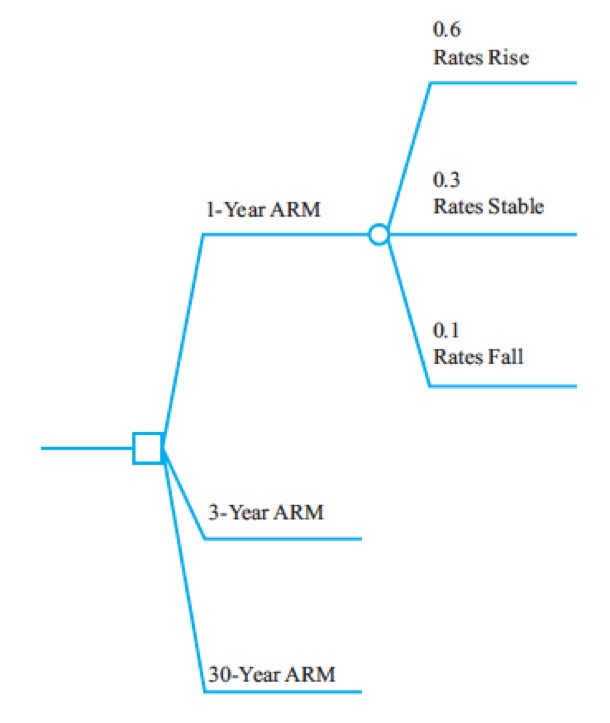 0.6
Rates Rise
0.3
Rates Stable
1-Year ARM
0.1
Rates Fall
3-Year ARM
30-Year ARM